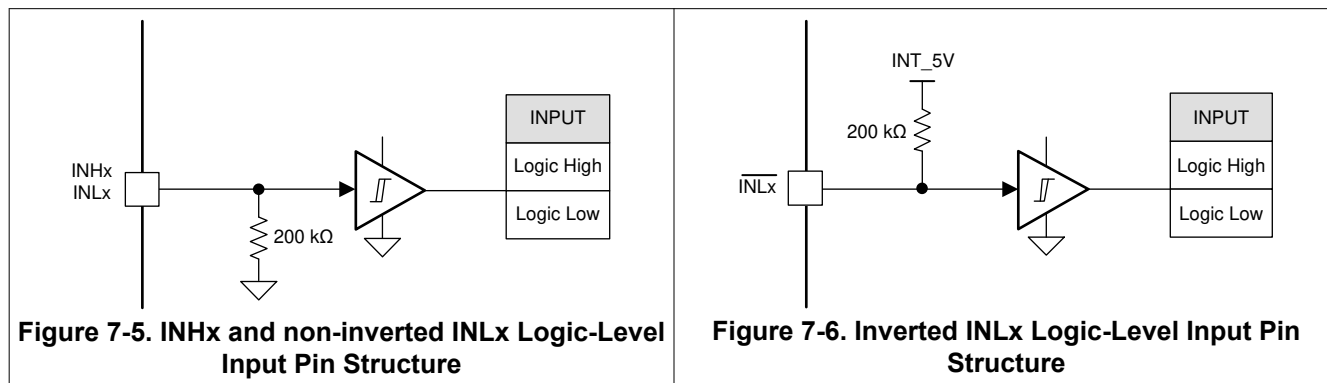 INHx
INLx
200 kΩ
INPUT
Logic High
Logic Low
Figure 7-5. INHx and non-inverted INLx Logic-Level
Input Pin Structure
INT_5V
200 kΩ
INLx
INPUT
Logic High
Logic Low
Figure 7-6. Inverted INLx Logic-Level Input Pin
Structure